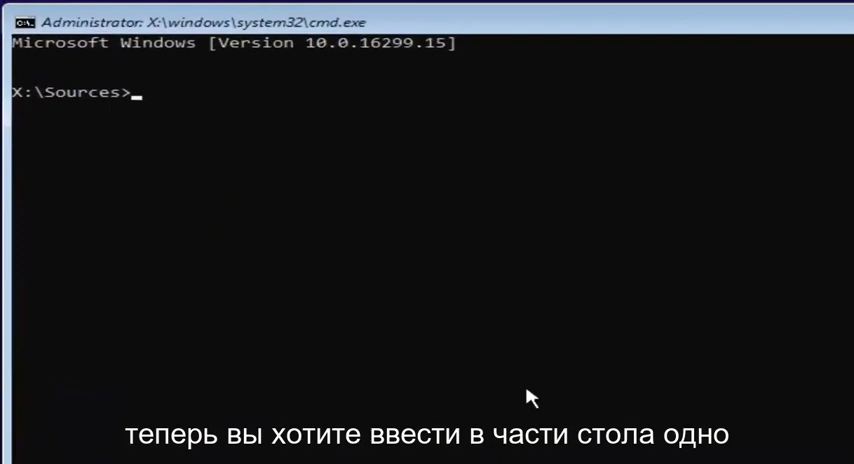 Administrator: X:\windows\system32\cmd.exe
Microsoft Windows [Version 10.0.16299.15]
X:\Sources>
теперь вы хотите ввести в части стола одно